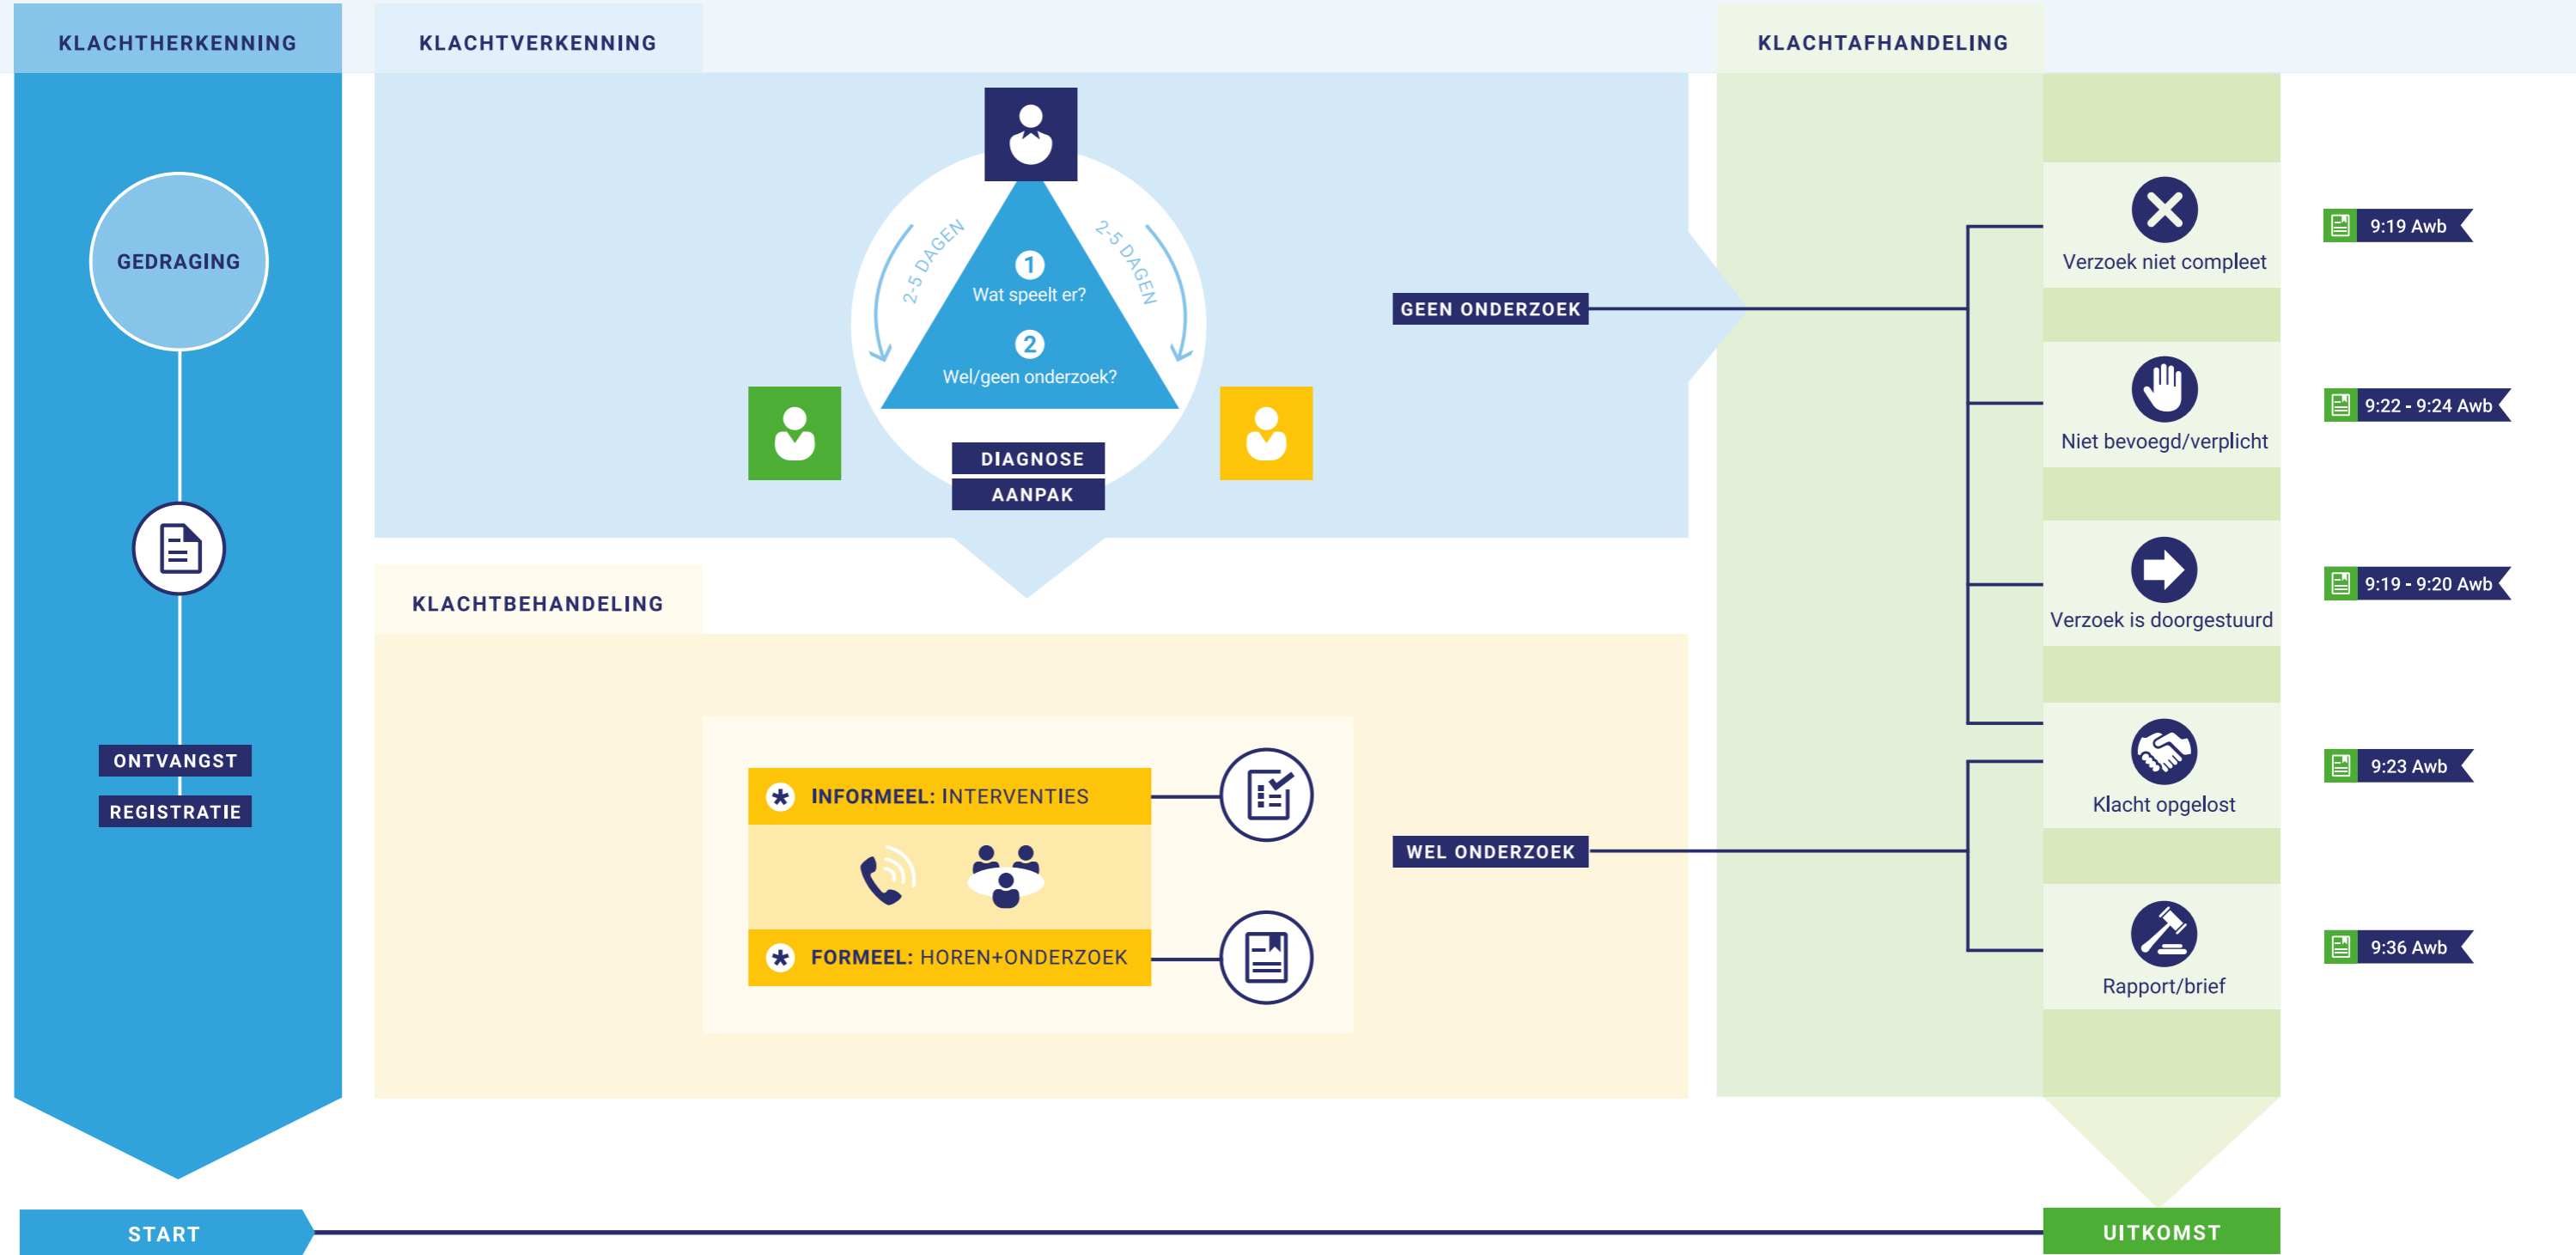 KLACHTHERKENNING
GEDRAGING
ONTVANGST
REGISTRATIE
KLACHTVERKENNING
2-5 DAGEN
2-5 DAGEN
1
Wat speelt er?
2
Wel/geen onderzoek?
DIAGNOSE
AANPAK
GEEN ONDERZOEK
KLACHTBEHANDELING
* INFORMEEL: INTERVENTIES
* FORMEEL: HOREN+ONDERZOEK
WEL ONDERZOEK
KLACHTAFHANDELING
Verzoek niet compleet
9:19 Awb
Niet bevoegd/verplicht
9:22 - 9:24 Awb
Verzoek is doorgestuurd
9:19 - 9:20 Awb
Klacht opgelost
9:23 Awb
Rapport/brief
9:36 Awb
START
UITKOMST